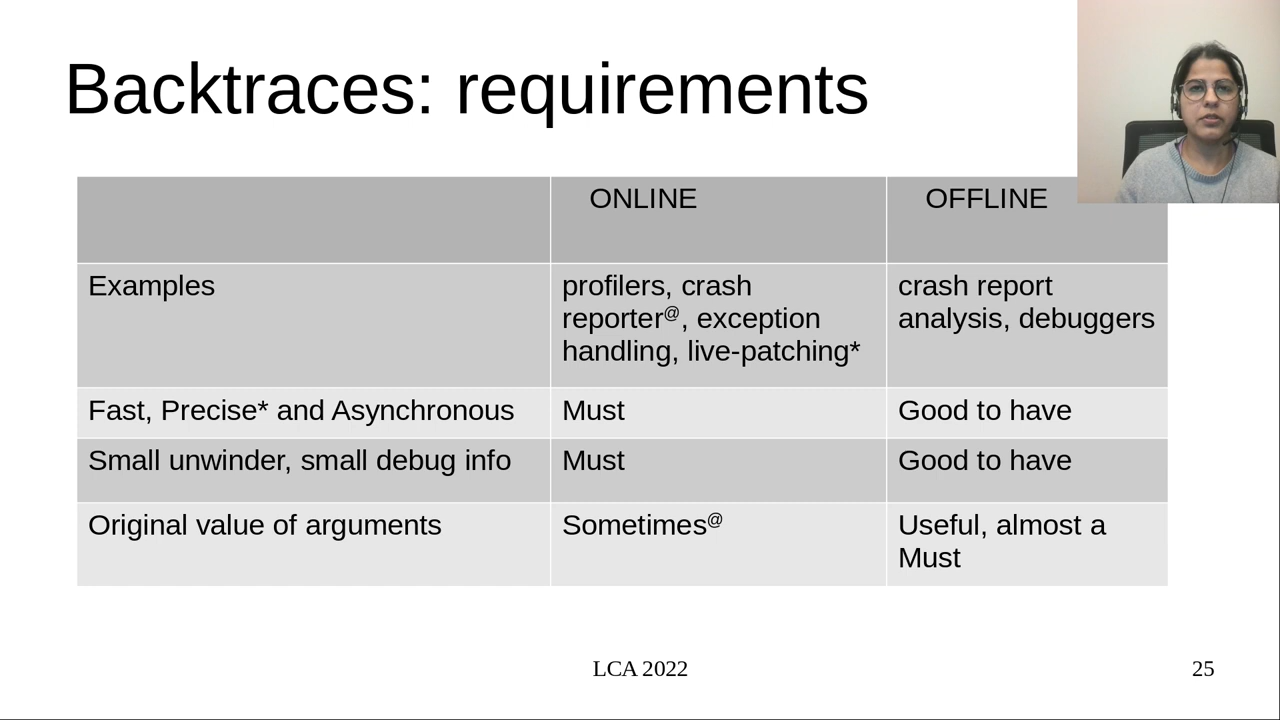 Backtraces: requirements
ONLINE
OFFLINE
Examples
profilers, crash
reporter@, exception
handling, live-patching*
crash report
analysis, debuggers
Fast, Precise* and Asynchronous
Must
Good to have
Small unwinder, small debug info
Must
Good to have
Original value of arguments
Sometimes@
Useful, almost a
Must
LCA 2022
25